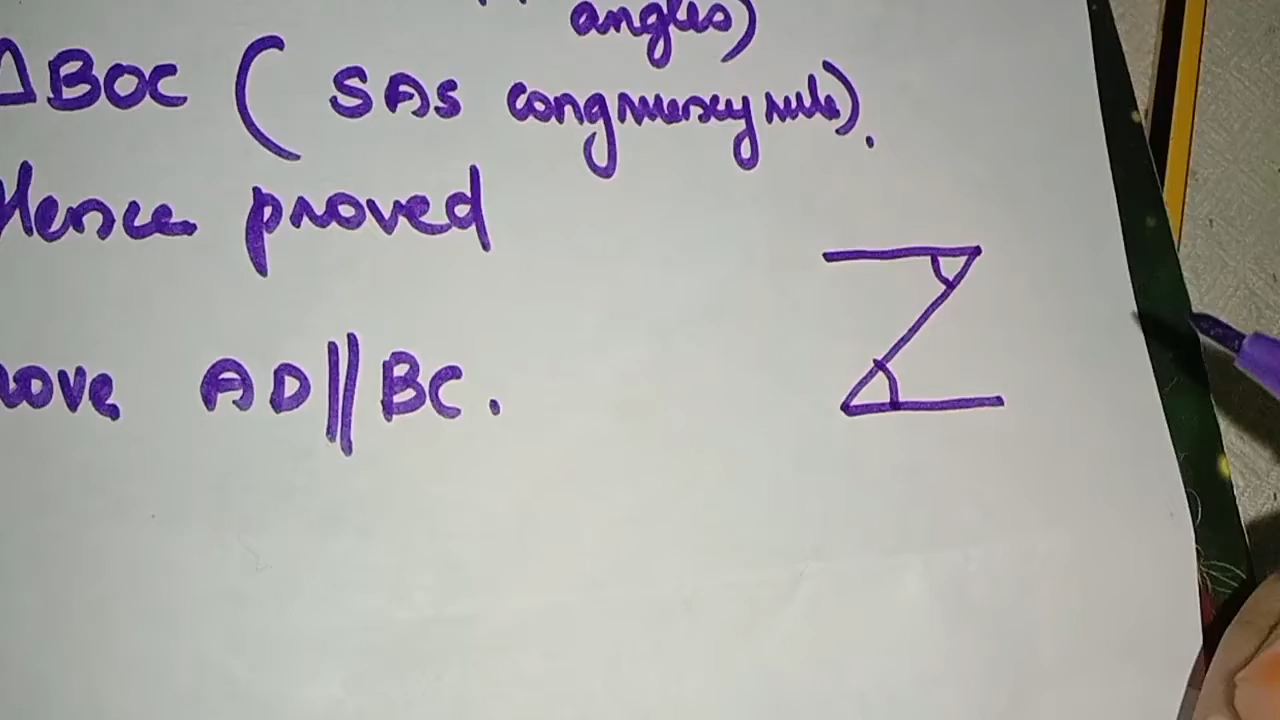 angles)
ΔBOC ( SAS congruency rule).
Hence proved
rove AD||BC.